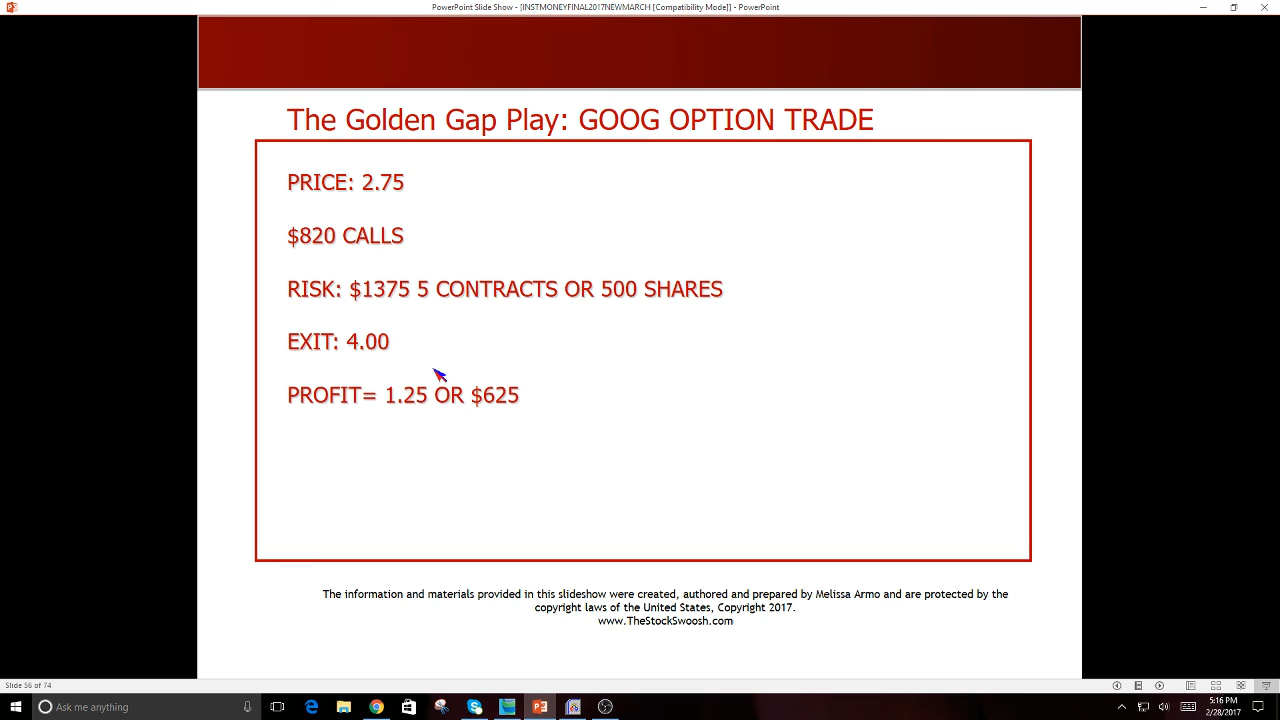 PowerPoint Slide Show - [INSTMONEYFINAL2017NEWMARCH [Compatibility Mode]] - PowerPoint
The Golden Gap Play: GOOG OPTION TRADE
PRICE: 2.75
$820 CALLS
RISK: $1375 5 CONTRACTS OR 500 SHARES
EXIT: 4.00
PROFIT= 1.25 OR $625
The information and materials provided in this slideshow were created, authored and prepared by Melissa Armo and are protected by the
copyright laws of the United States, Copyright 2017.
www.TheStockSwoosh.com
Slide 56 of 74
Ask me anything
5:16 PM
2/28/2017